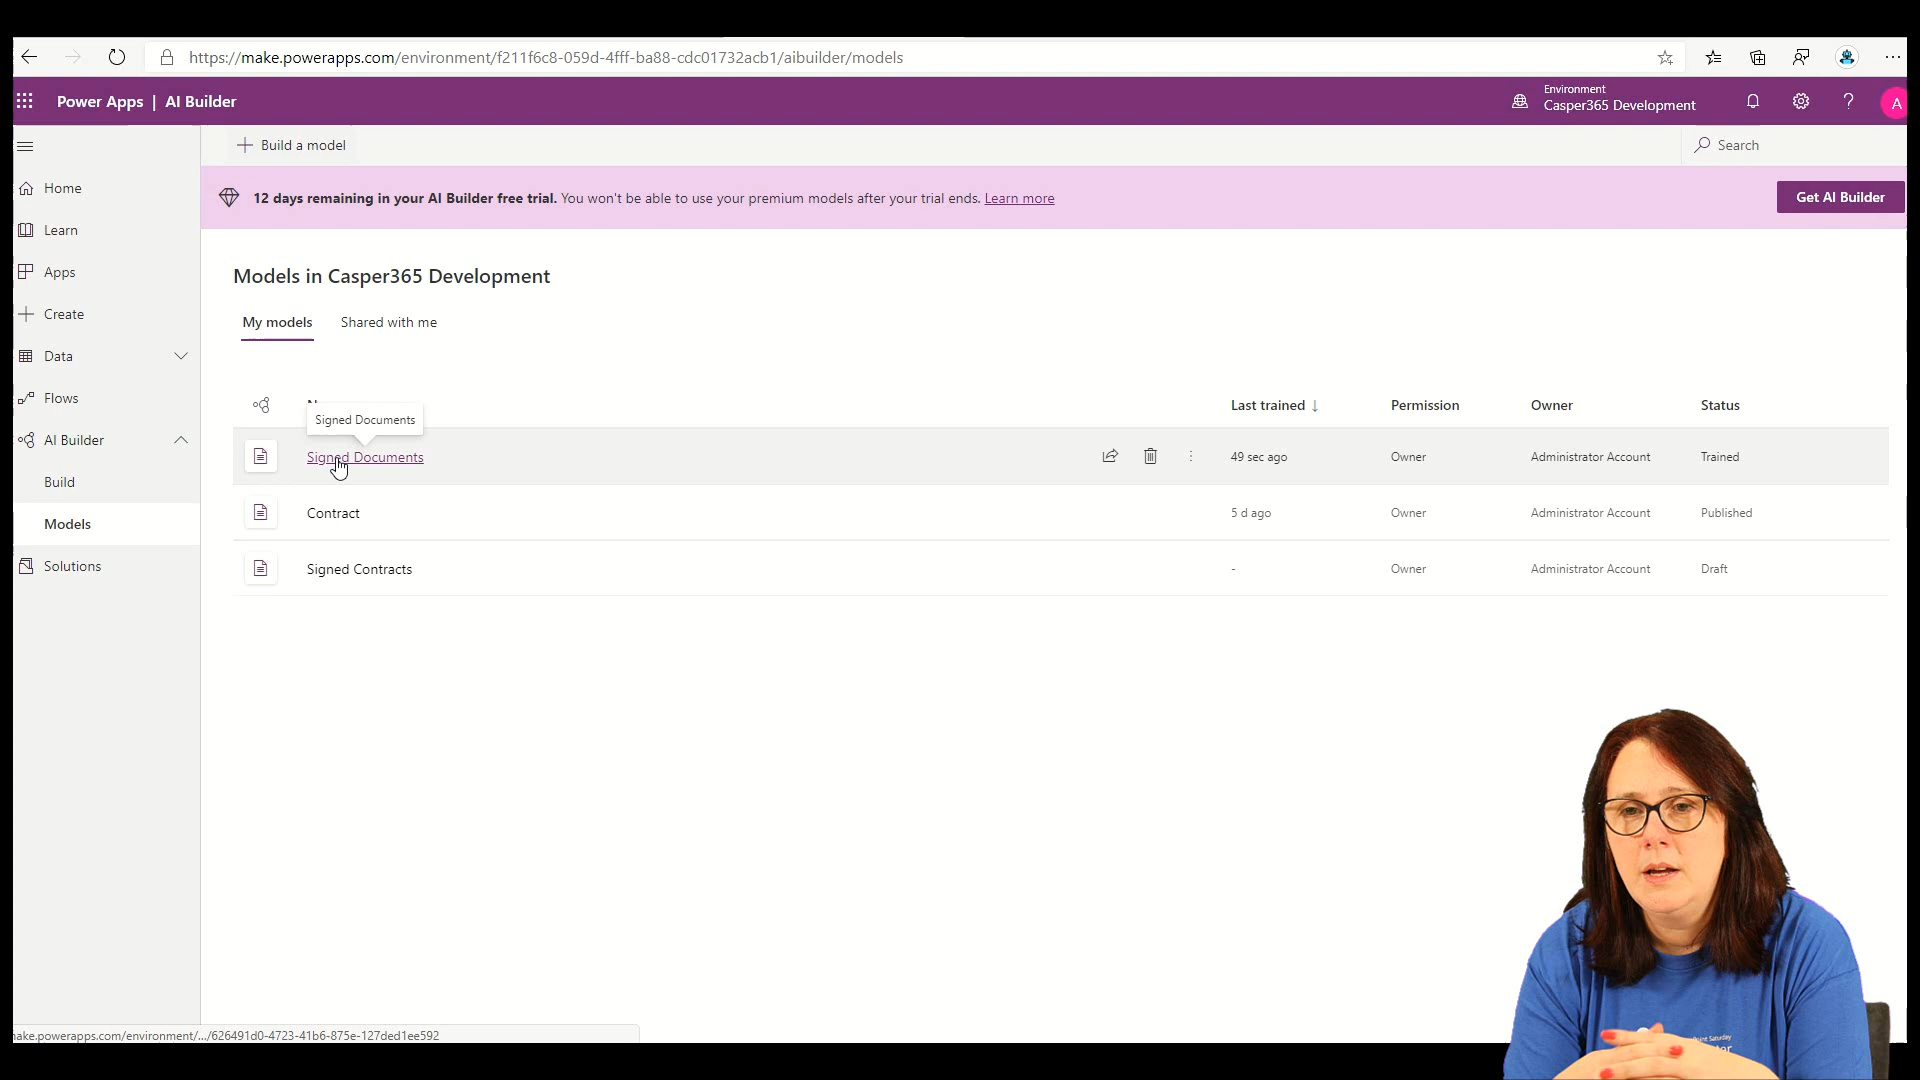 https://make.powerapps.com/environment/f211f6c8-059d-4fff-ba88-cdc01732acb1/aibuilder/models
Power Apps | AI Builder
Environment
Casper365 Development
?
A
Build a model
Search
12 days remaining in your AI Builder free trial. You won't be able to use your premium models after your trial ends. Learn more
Get AI Builder
Home
Learn
Apps
Create
Data
Flows
AI Builder
Build
Models
Solutions
Models in Casper365 Development
My models Shared with me
Last trained ↓ Permission Owner Status
Signed Documents
Signed Documents 49 sec ago Owner Administrator Account Trained
Contract 5 d ago Owner Administrator Account Published
Signed Contracts - Owner Administrator Account Draft
ake.powerapps.com/environment/.../626491d0-4723-41b6-875e-127ded1ee592
Point Saturday